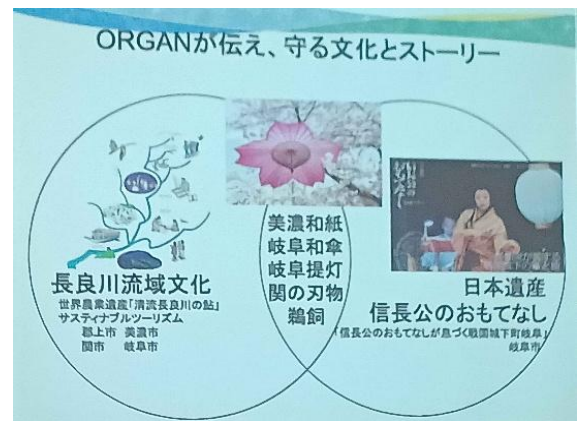 ORGANが伝え、守る文化とストーリー
長良川流域文化
世界農業遺産「清流長良川の鮎」
サスティナブルツーリズム
郡上市 美濃市
関市 岐阜市
美濃和紙
岐阜和傘
岐阜提灯
関の刃物
鵜飼
日本遺産
信長公のおもてなし
「信長公のおもてなしが息づく戦国城下町岐阜」
岐阜市